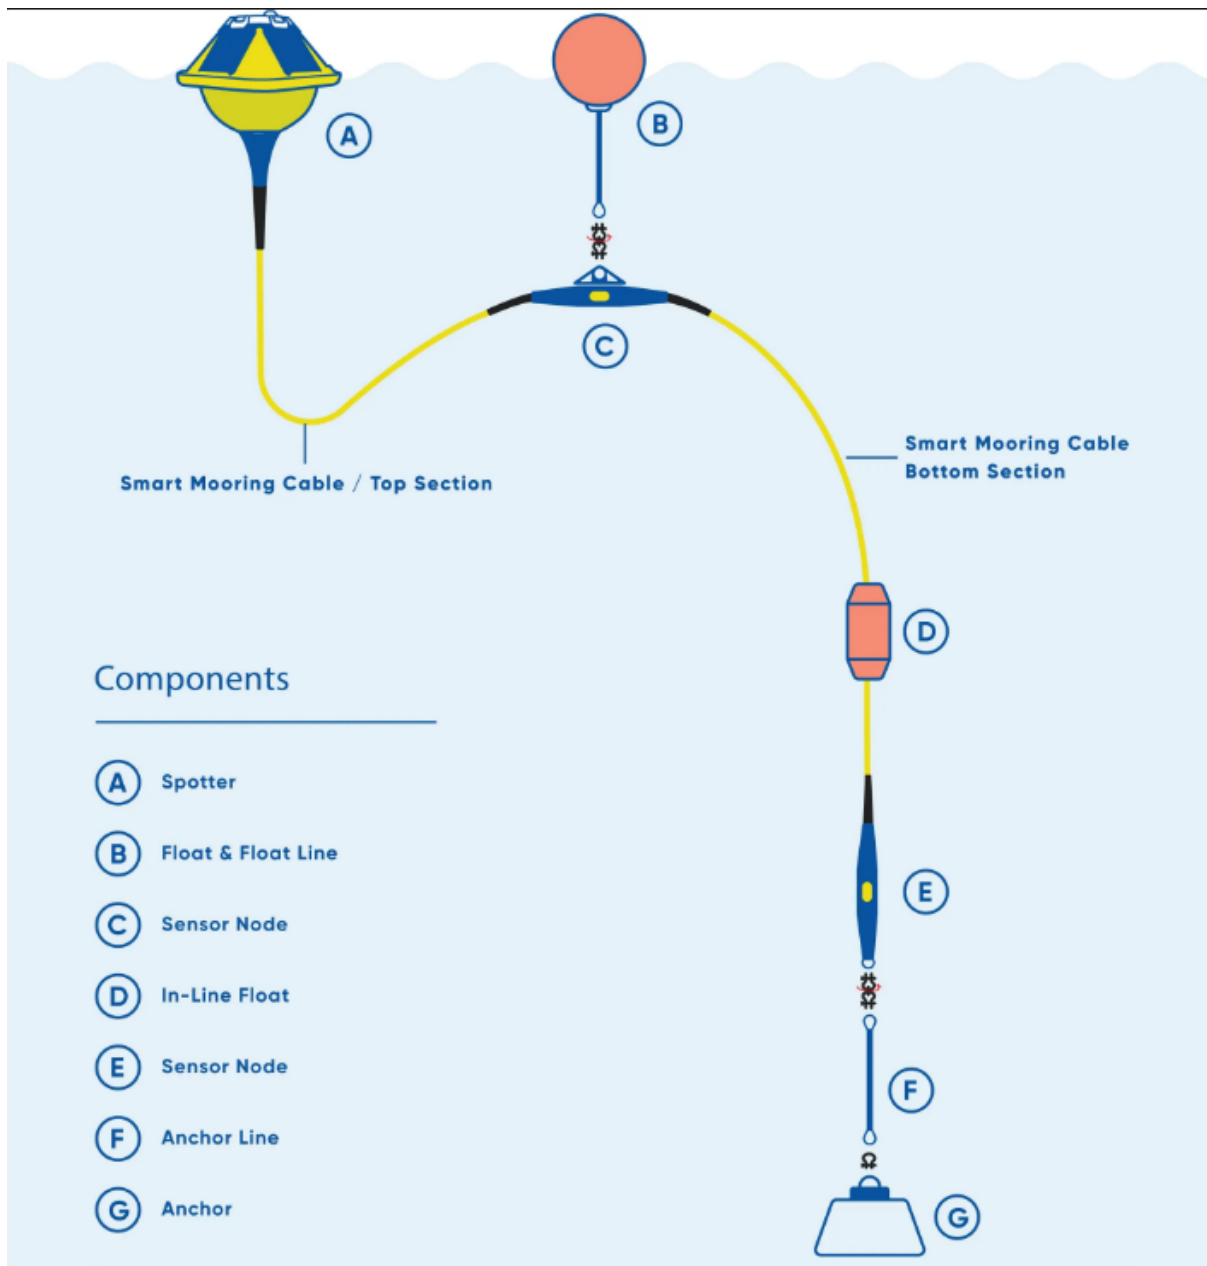 A
B
C
Smart Mooring Cable / Top Section
Smart Mooring Cable
Bottom Section
D
Components
A Spotter
B Float & Float Line
C Sensor Node
D In-Line Float
E Sensor Node
F Anchor Line
G Anchor
E
F
G